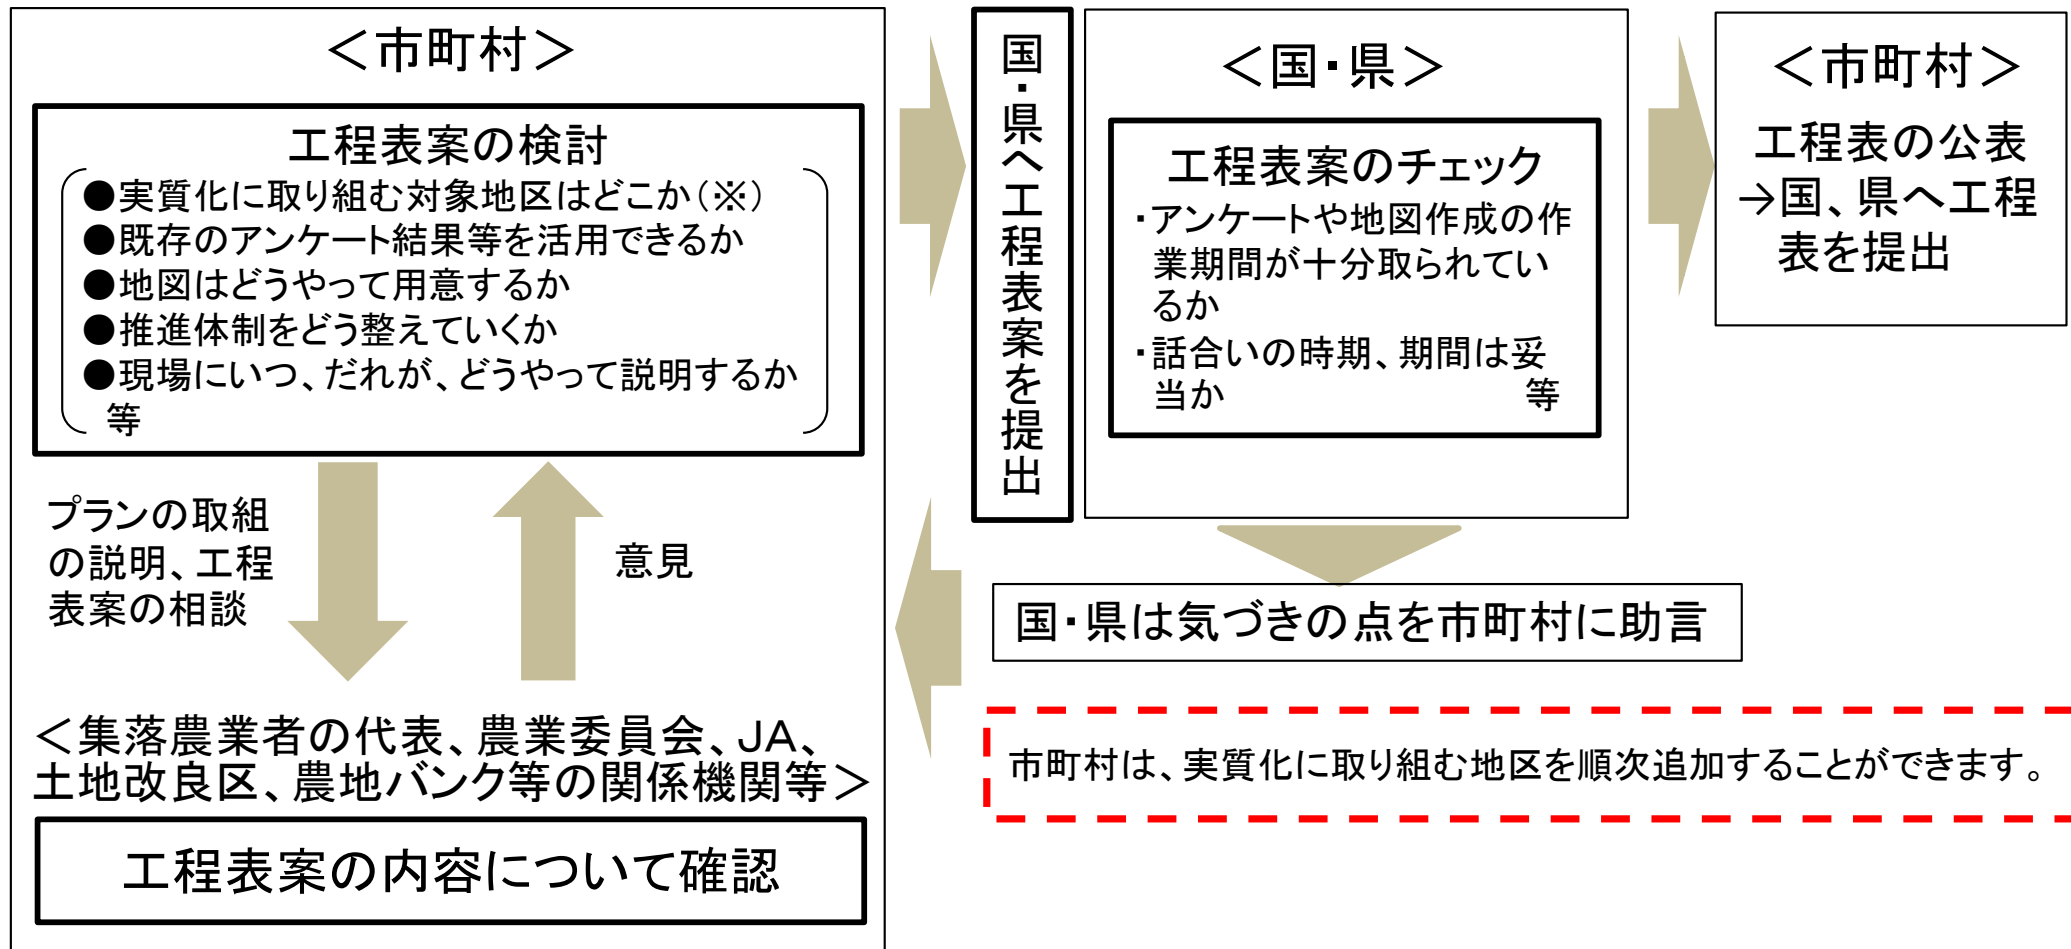 ＜市町村＞
工程表案の検討
●実質化に取り組む対象地区はどこか（※）
●既存のアンケート結果等を活用できるか
●地図はどうやって用意するか
●推進体制をどう整えていくか
●現場にいつ、だれが、どうやって説明するか
等
プランの取組
の説明、工程
表案の相談
意見
＜集落農業者の代表、農業委員会、JA、
土地改良区、農地バンク等の関係機関等＞
工程表案の内容について確認
国・県へ工程表案を提出
＜国・県＞
工程表案のチェック
・アンケートや地図作成の作
業期間が十分取られてい
るか
・話合いの時期、期間は妥
当か 等
国・県は気づきの点を市町村に助言
＜市町村＞
工程表の公表
→国、県へ工程
表を提出
市町村は、実質化に取り組む地区を順次追加することができます。